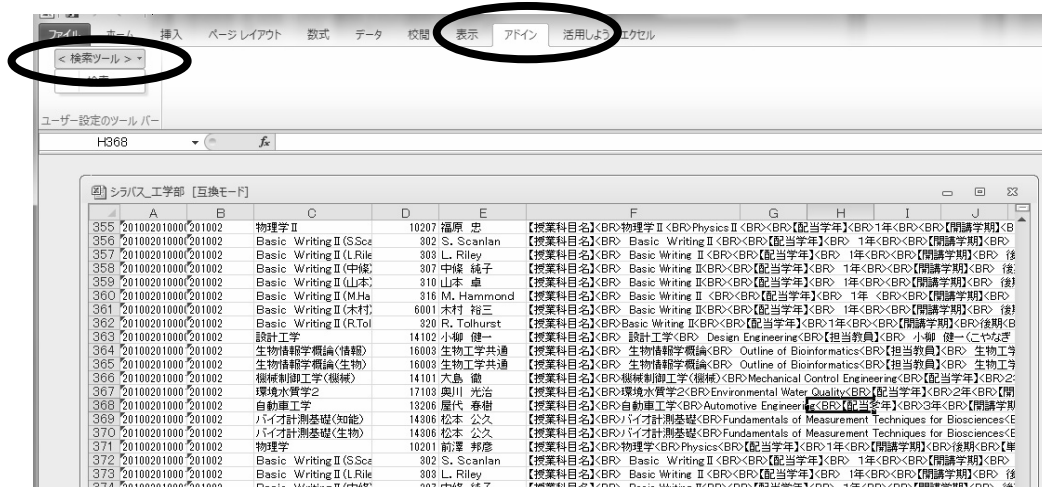 ファイル ホーム 挿入 ページレイアウト 数式 データ 校閲 表示 アドイン 活用しよう エクセル
< 検索ツール >
検索
ユーザー設定のツール バー
H368 fx
シラバス_工学部 [互換モード]
A B C D E F G H I J
355 201002010000 201002 物理学Ⅱ 10207 福原 忠 【授業科目名】<BR>物理学Ⅱ<BR>PhysicsⅡ<BR><BR>【配当学年】<BR>1年<BR><BR>【開講学期】<B
356 201002010000 201002 Basic WritingⅡ(S.Sca 302 S. Scanlan 【授業科目名】<BR> Basic WritingⅡ<BR><BR>【配当学年】<BR> 1年<BR><BR>【開講学期】<BR>
357 201002010000 201002 Basic WritingⅡ(L.Rile 303 L. Riley 【授業科目名】<BR> Basic Writing Ⅱ<BR><BR>【配当学年】<BR> 1年<BR><BR>【開講学期】<BR> 後
358 201002010000 201002 Basic WritingⅡ(中條 307 中條 純子 【授業科目名】<BR> Basic Writing Ⅱ<BR><BR>【配当学年】<BR> 1年<BR><BR>【開講学期】<BR> 後
359 201002010000 201002 Basic WritingⅡ(山本 310 山本 卓 【授業科目名】<BR> Basic Writing Ⅱ<BR><BR>【配当学年】<BR> 1年<BR><BR>【開講学期】<BR> 後期
360 201002010000 201002 Basic WritingⅡ(M.Ha 316 M. Hammond 【授業科目名】<BR> Basic Writing Ⅱ <BR><BR>【配当学年】<BR> 1年 <BR><BR>【開講学期】<BR>
361 201002010000 201002 Basic WritingⅡ(木村 6001 木村 裕三 【授業科目名】<BR> Basic Writing Ⅱ<BR><BR>【配当学年】<BR> 1年<BR><BR>【開講学期】<BR> 後期
362 201002010000 201002 Basic WritingⅡ(R.Tol 320 R. Tolhurst 【授業科目名】<BR>Basic Writing Ⅱ<BR><BR>【配当学年】<BR>1年<BR><BR>【開講学期】<BR>後期<B
363 201002010000 201002 設計工学 14102 小柳 健一 【授業科目名】<BR> 設計工学<BR> Design Engineering<BR>【担当教員】<BR> 小柳 健一(こやなぎ
364 201002010000 201002 生物情報学概論(情報) 16003 生物工学共通 【授業科目名】<BR> 生物情報学概論<BR> Outline of Bioinformatics<BR>【担当教員】<BR> 生物工学
365 201002010000 201002 生物情報学概論(生物) 16003 生物工学共通 【授業科目名】<BR> 生物情報学概論<BR> Outline of Bioinformatics<BR>【担当教員】<BR> 生物工学
366 201002010000 201002 機械制御工学(機械) 14101 大島 徹 【授業科目名】<BR>機械制御工学(機械)<BR>Mechanical Control Engineering<BR>【配当学年】<BR>2
367 201002010000 201002 環境水質学2 17103 奥川 光治 【授業科目名】<BR>環境水質学2<BR>Environmental Water Quality<BR>【配当学年】<BR>2年<BR>【開
368 201002010000 201002 自動車工学 13206 屋代 春樹 【授業科目名】<BR>自動車工学<BR>Automotive Engineering<BR>【配当学年】<BR>3年<BR>【開講学期
369 201002010000 201002 バイオ計測基礎(知能) 14306 松本 公久 【授業科目名】<BR>バイオ計測基礎<BR>Fundamentals of Measurement Techniques for Biosciences<B
370 201002010000 201002 バイオ計測基礎(生物) 14306 松本 公久 【授業科目名】<BR>バイオ計測基礎<BR>Fundamentals of Measurement Techniques for Biosciences<B
371 201002010000 201002 物理学 10201 前澤 邦彦 【授業科目名】<BR>物理学<BR>Physics<BR>【配当学年】<BR>1年<BR>【開講学期】<BR>後期<BR>【単
372 201002010000 201002 Basic WritingⅡ(S.Sca 302 S. Scanlan 【授業科目名】<BR> Basic WritingⅡ<BR><BR>【配当学年】<BR> 1年<BR><BR>【開講学期】<BR>
373 201002010000 201002 Basic WritingⅡ(L.Rile 303 L. Riley 【授業科目名】<BR> Basic Writing Ⅱ<BR><BR>【配当学年】<BR> 1年<BR><BR>【開講学期】<BR> 後